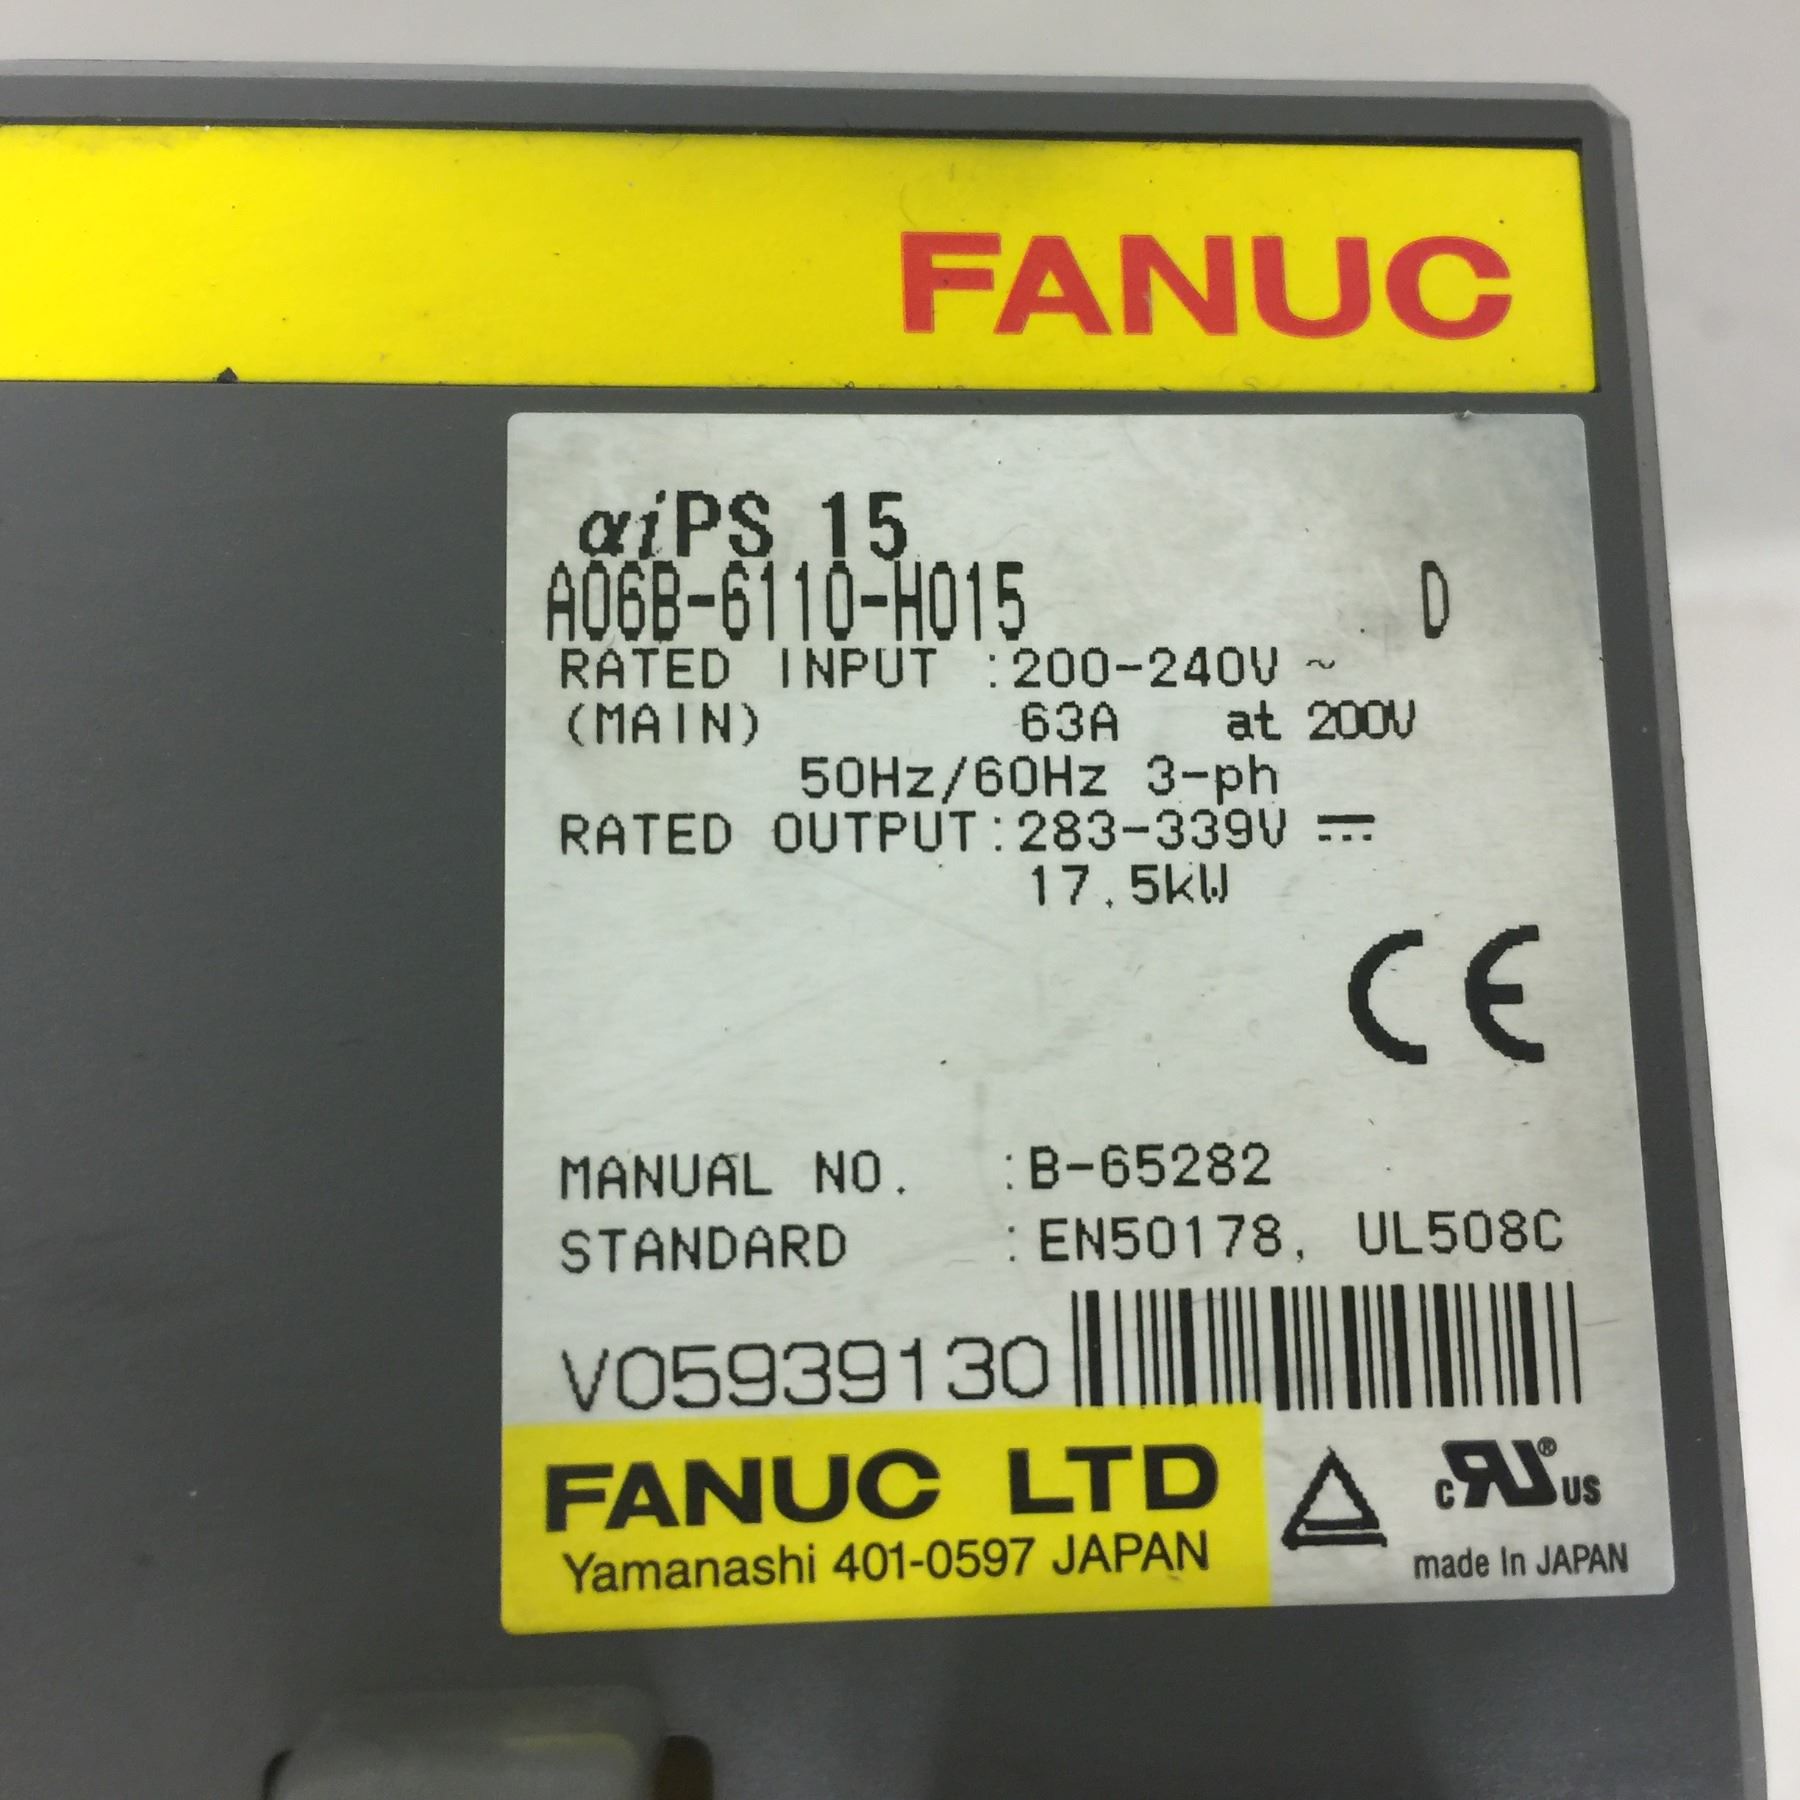 FANUC
αiPS 15
A06B-6110-H015 D
RATED INPUT :200-240V ~
(MAIN) 63A at 200V
50Hz/60Hz 3-ph
RATED OUTPUT:283-339V ⎓
17.5kW
CE
MANUAL NO. :B-65282
STANDARD :EN50178, UL508C
V05939130
FANUC LTD
Yamanashi 401-0597 JAPAN
c RU ® US
made In JAPAN